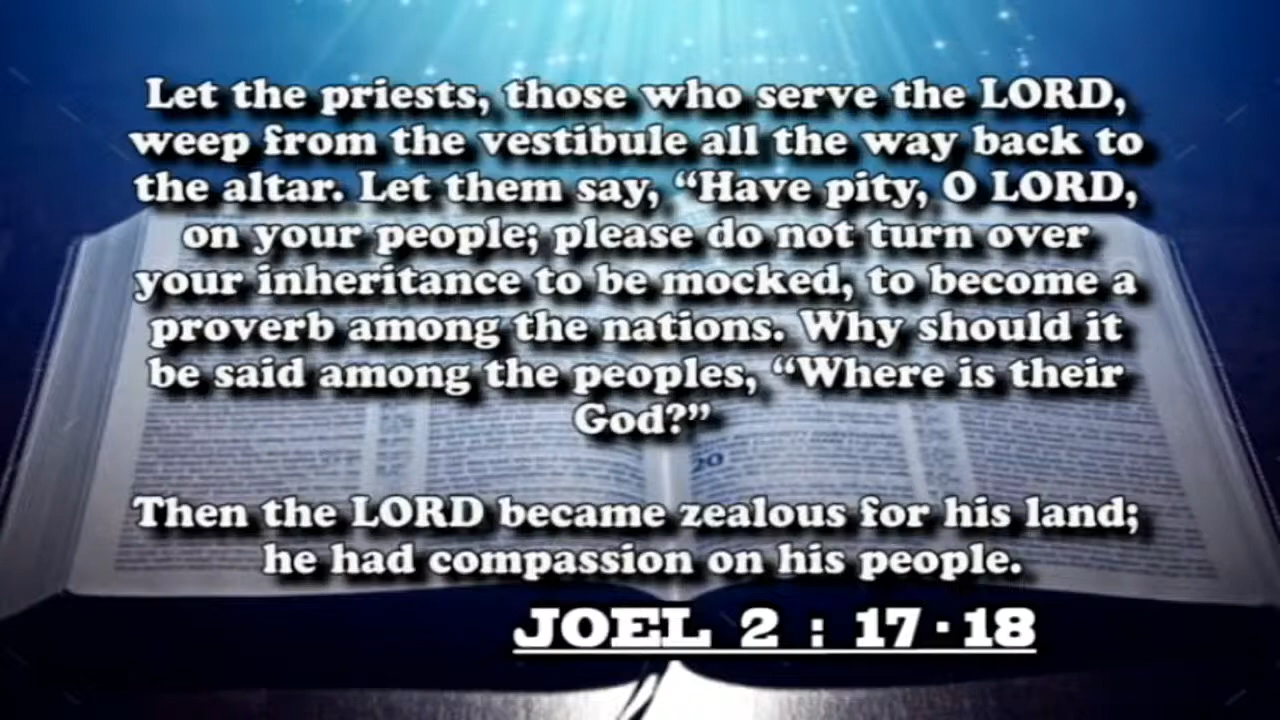 Let the priests, those who serve the LORD,
weep from the vestibule all the way back to
the altar. Let them say, “Have pity, O LORD,
on your people; please do not turn over
your inheritance to be mocked, to become a
proverb among the nations. Why should it
be said among the peoples, “Where is their
God?”
20
Then the LORD became zealous for his land;
he had compassion on his people.
JOEL 2 : 17-18